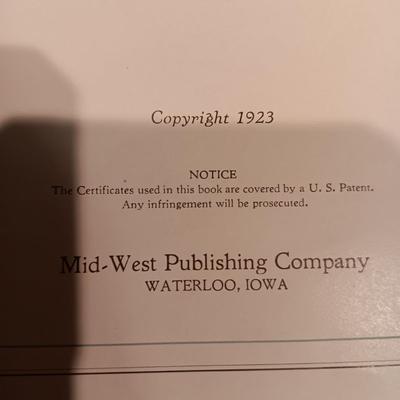 Copyright 1923
NOTICE
The Certificates used in this book are covered by a U. S. Patent.
Any infringement will be prosecuted.
Mid-West Publishing Company
WATERLOO, IOWA